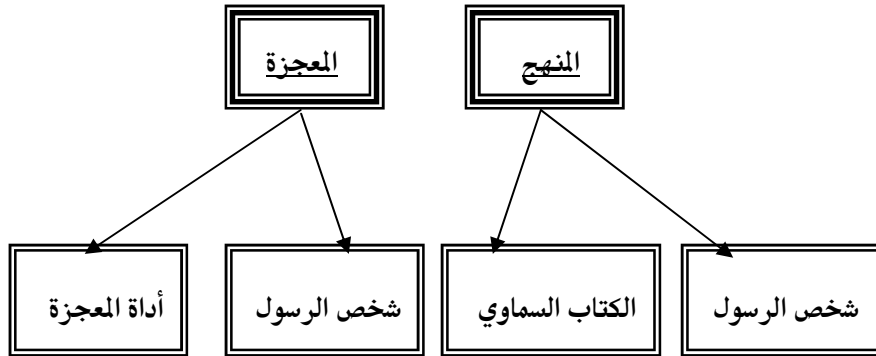 المنهج
المعجزة
شخص الرسول
الكتاب السماوي
شخص الرسول
أداة المعجزة